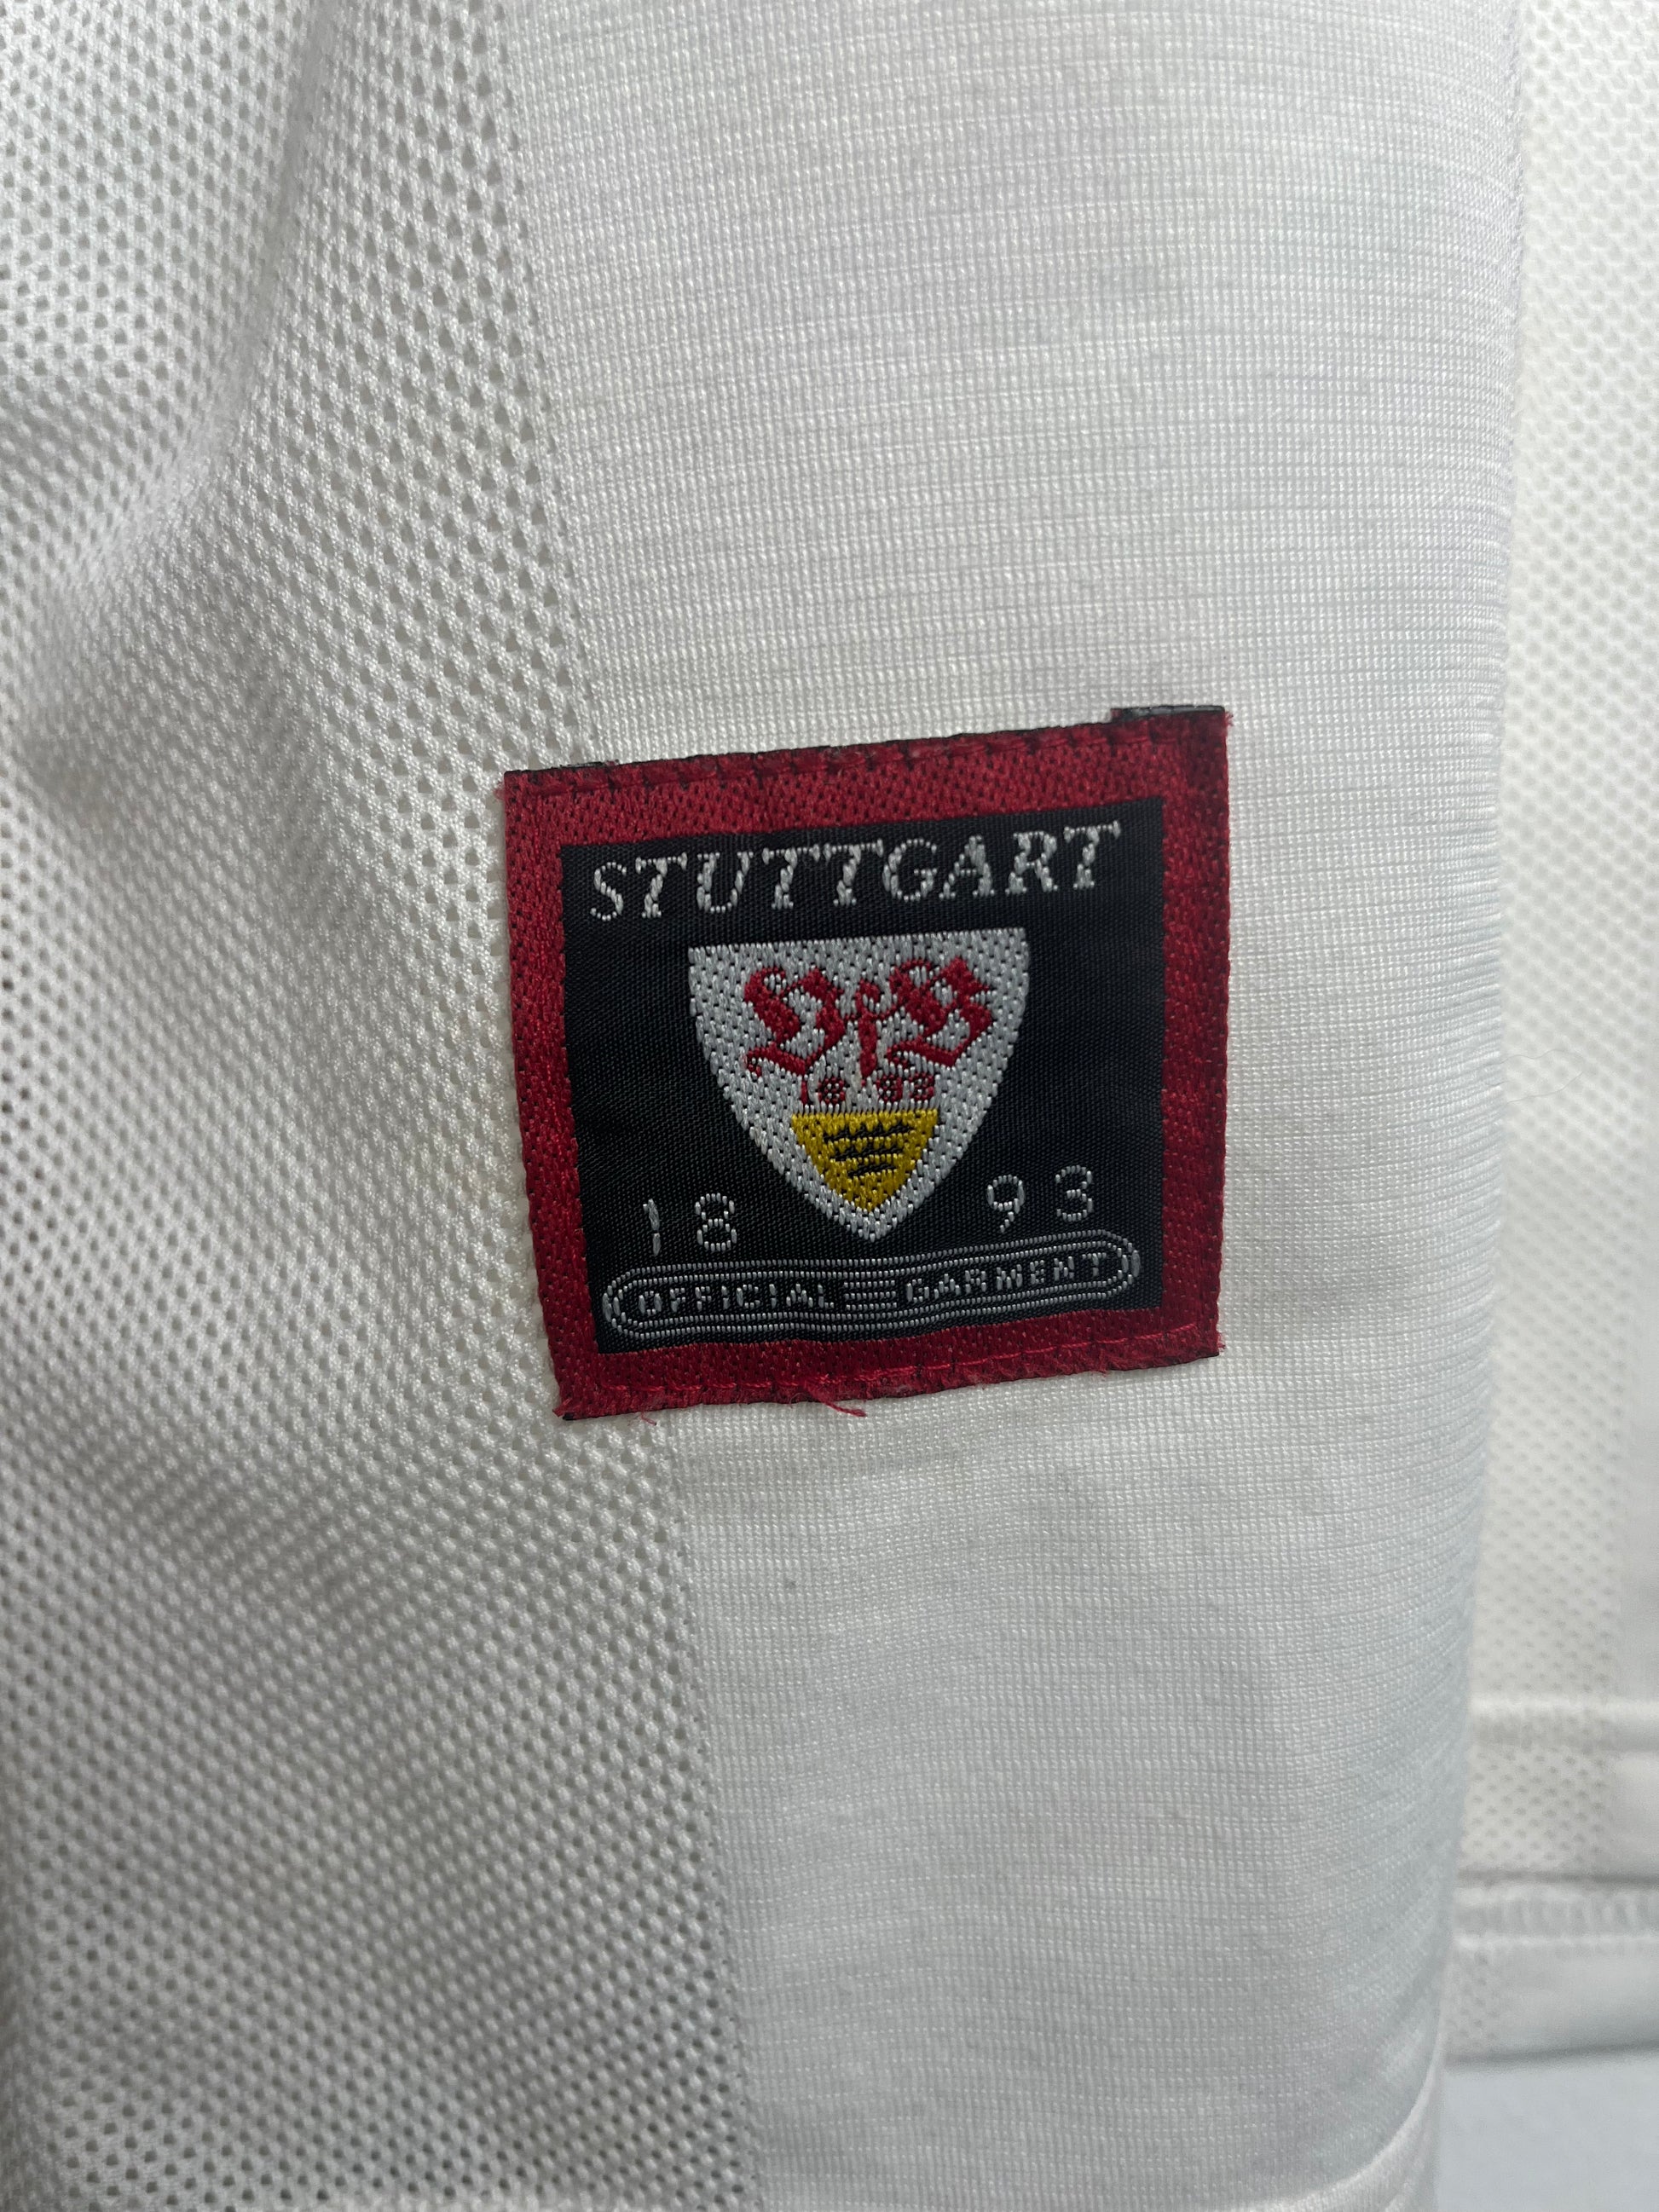 STUTTGART
VfB
1893
18 93
OFFICIAL GARMENT